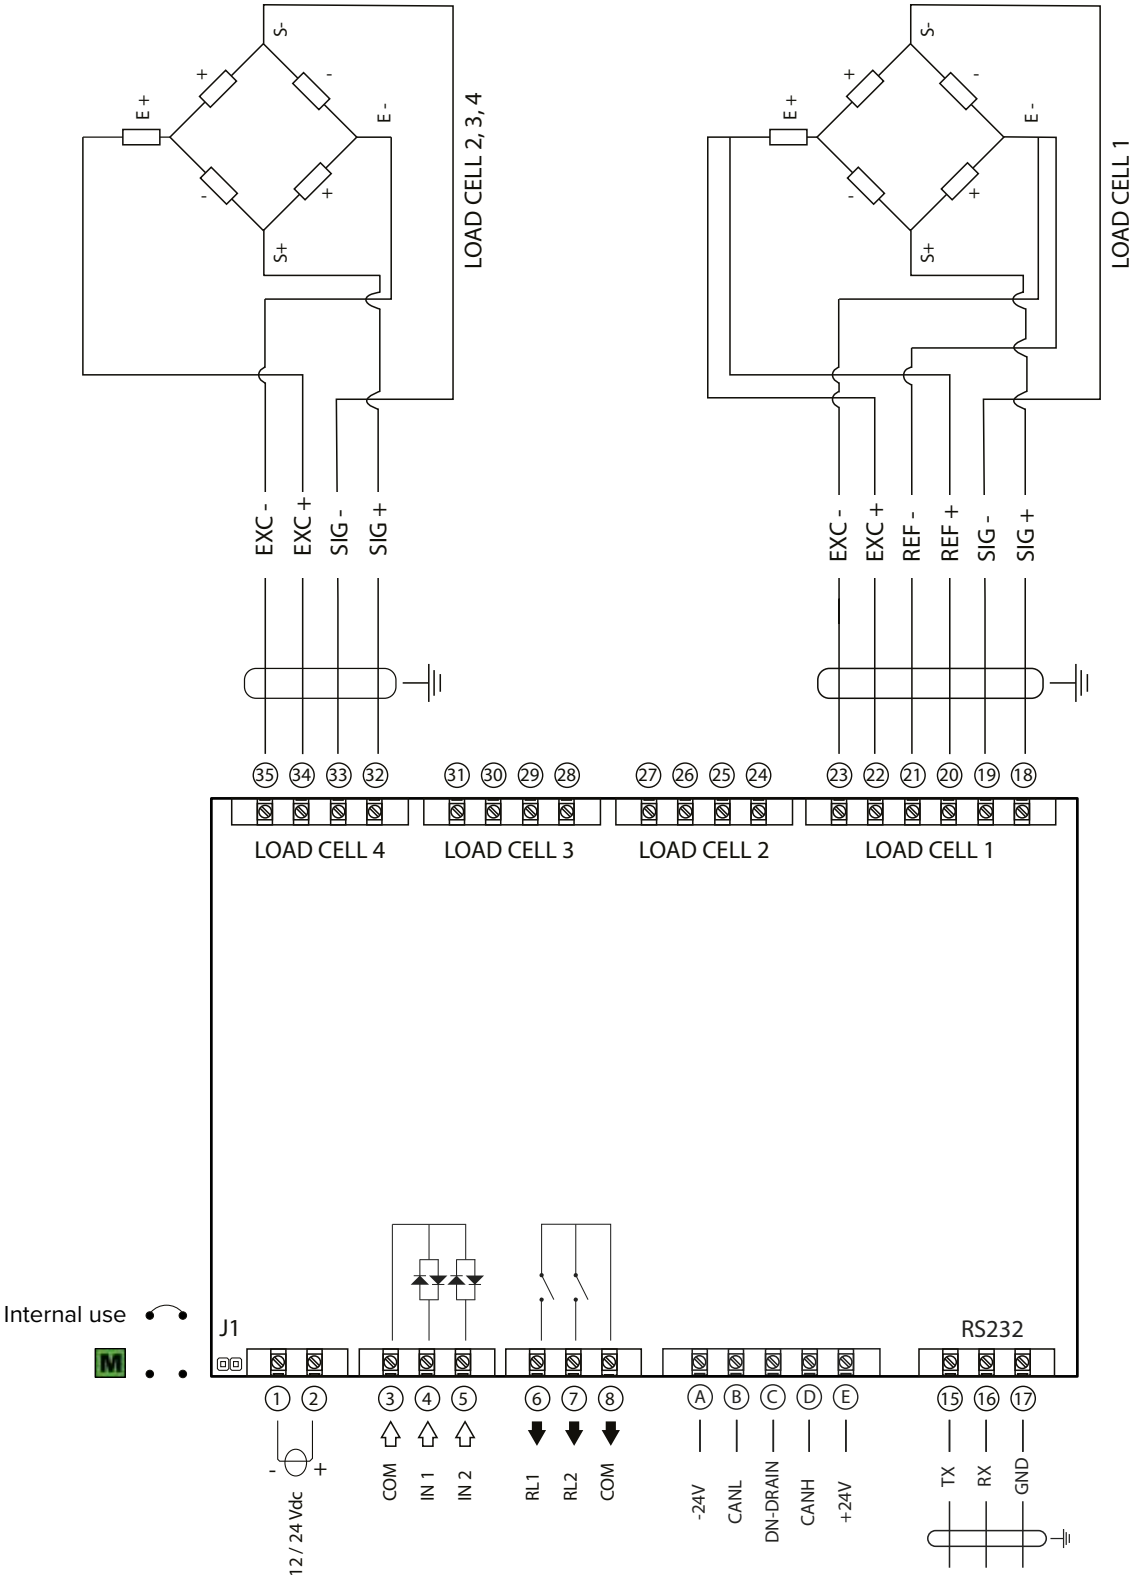 S-
+
-
E +
E -
-
+
S+
LOAD CELL 2, 3, 4
S-
+
-
E +
E -
-
+
S+
LOAD CELL 1
EXC -
EXC +
SIG -
SIG +
EXC -
EXC +
REF -
REF +
SIG -
SIG +
35 34 33 32 31 30 29 28 27 26 25 24 23 22 21 20 19 18
LOAD CELL 4 LOAD CELL 3 LOAD CELL 2 LOAD CELL 1
Internal use
J1
RS232
M
1 2 3 4 5 6 7 8 A B C D E 15 16 17
- +
12 / 24 Vdc
COM
IN 1
IN 2
RL1
RL2
COM
-24V
CANL
DN-DRAIN
CANH
+24V
TX
RX
GND